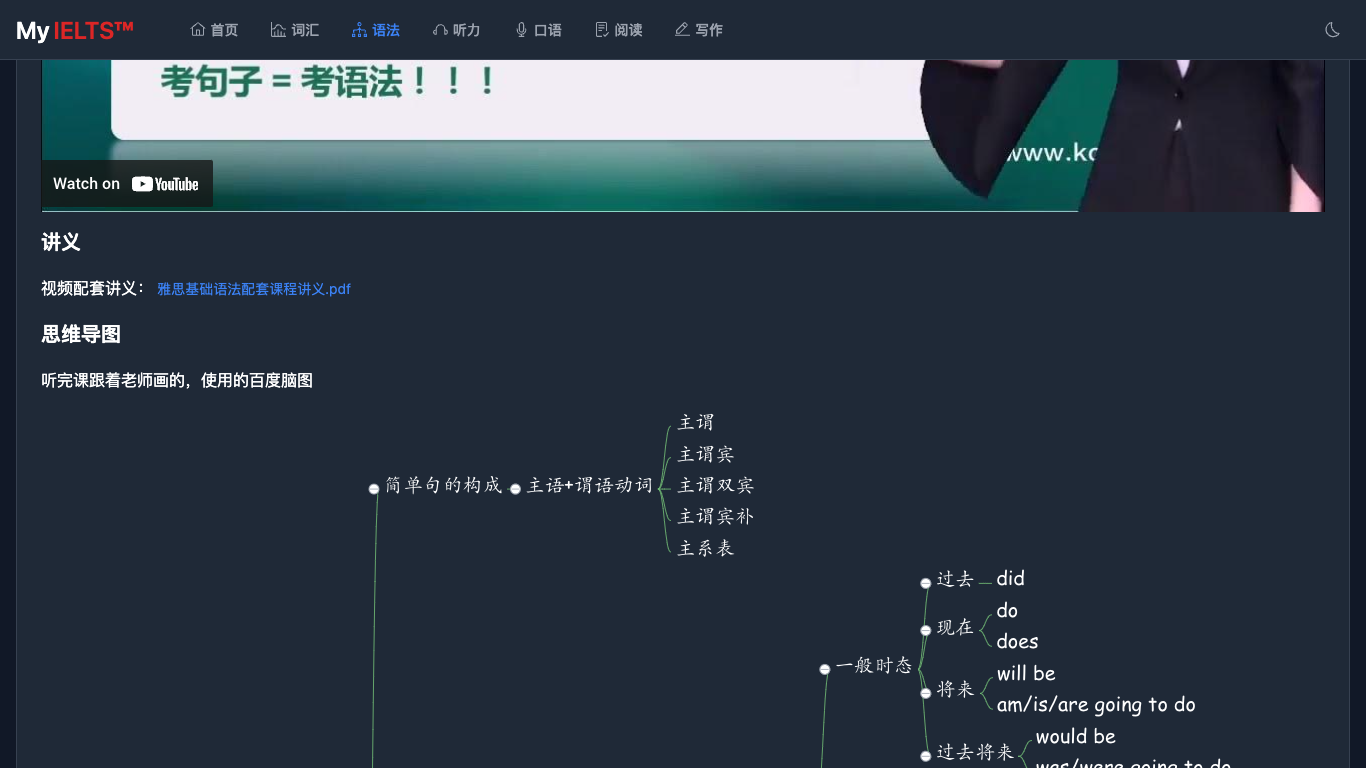 My IELTS™
首页
词汇
语法
听力
口语
阅读
写作
考句子 = 考语法！！！
Watch on YouTube
讲义
视频配套讲义： 雅思基础语法配套课程讲义.pdf
思维导图
听完课跟着老师画的，使用的百度脑图
简单句的构成
主语+谓语动词
主谓
主谓宾
主谓双宾
主谓宾补
主系表
一般时态
过去
did
现在
do
does
将来
will be
am/is/are going to do
过去将来
would be
was/were going to do